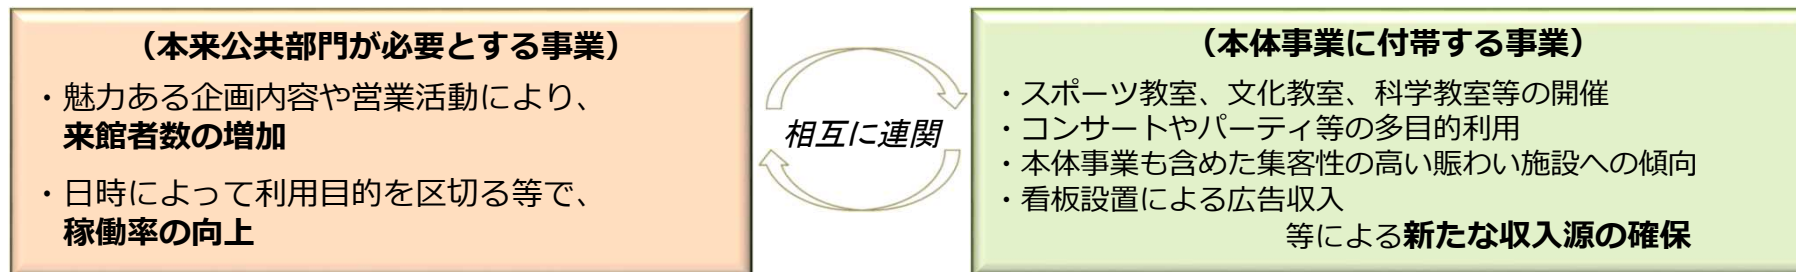 （本来公共部門が必要とする事業）
・魅力ある企画内容や営業活動により、
来館者数の増加
・日時によって利用目的を区切る等で、
稼働率の向上
相互に連関
（本体事業に付帯する事業）
・スポーツ教室、文化教室、科学教室等の開催
・コンサートやパーティ等の多目的利用
・本体事業も含めた集客性の高い賑わい施設への傾向
・看板設置による広告収入
等による新たな収入源の確保